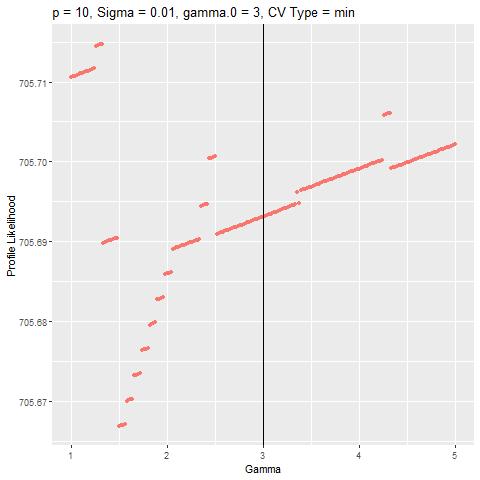 p = 10, Sigma = 0.01, gamma.0 = 3, CV Type = min
705.71
705.70
705.69
705.68
705.67
Profile Likelihood
1 2 3 4 5
Gamma